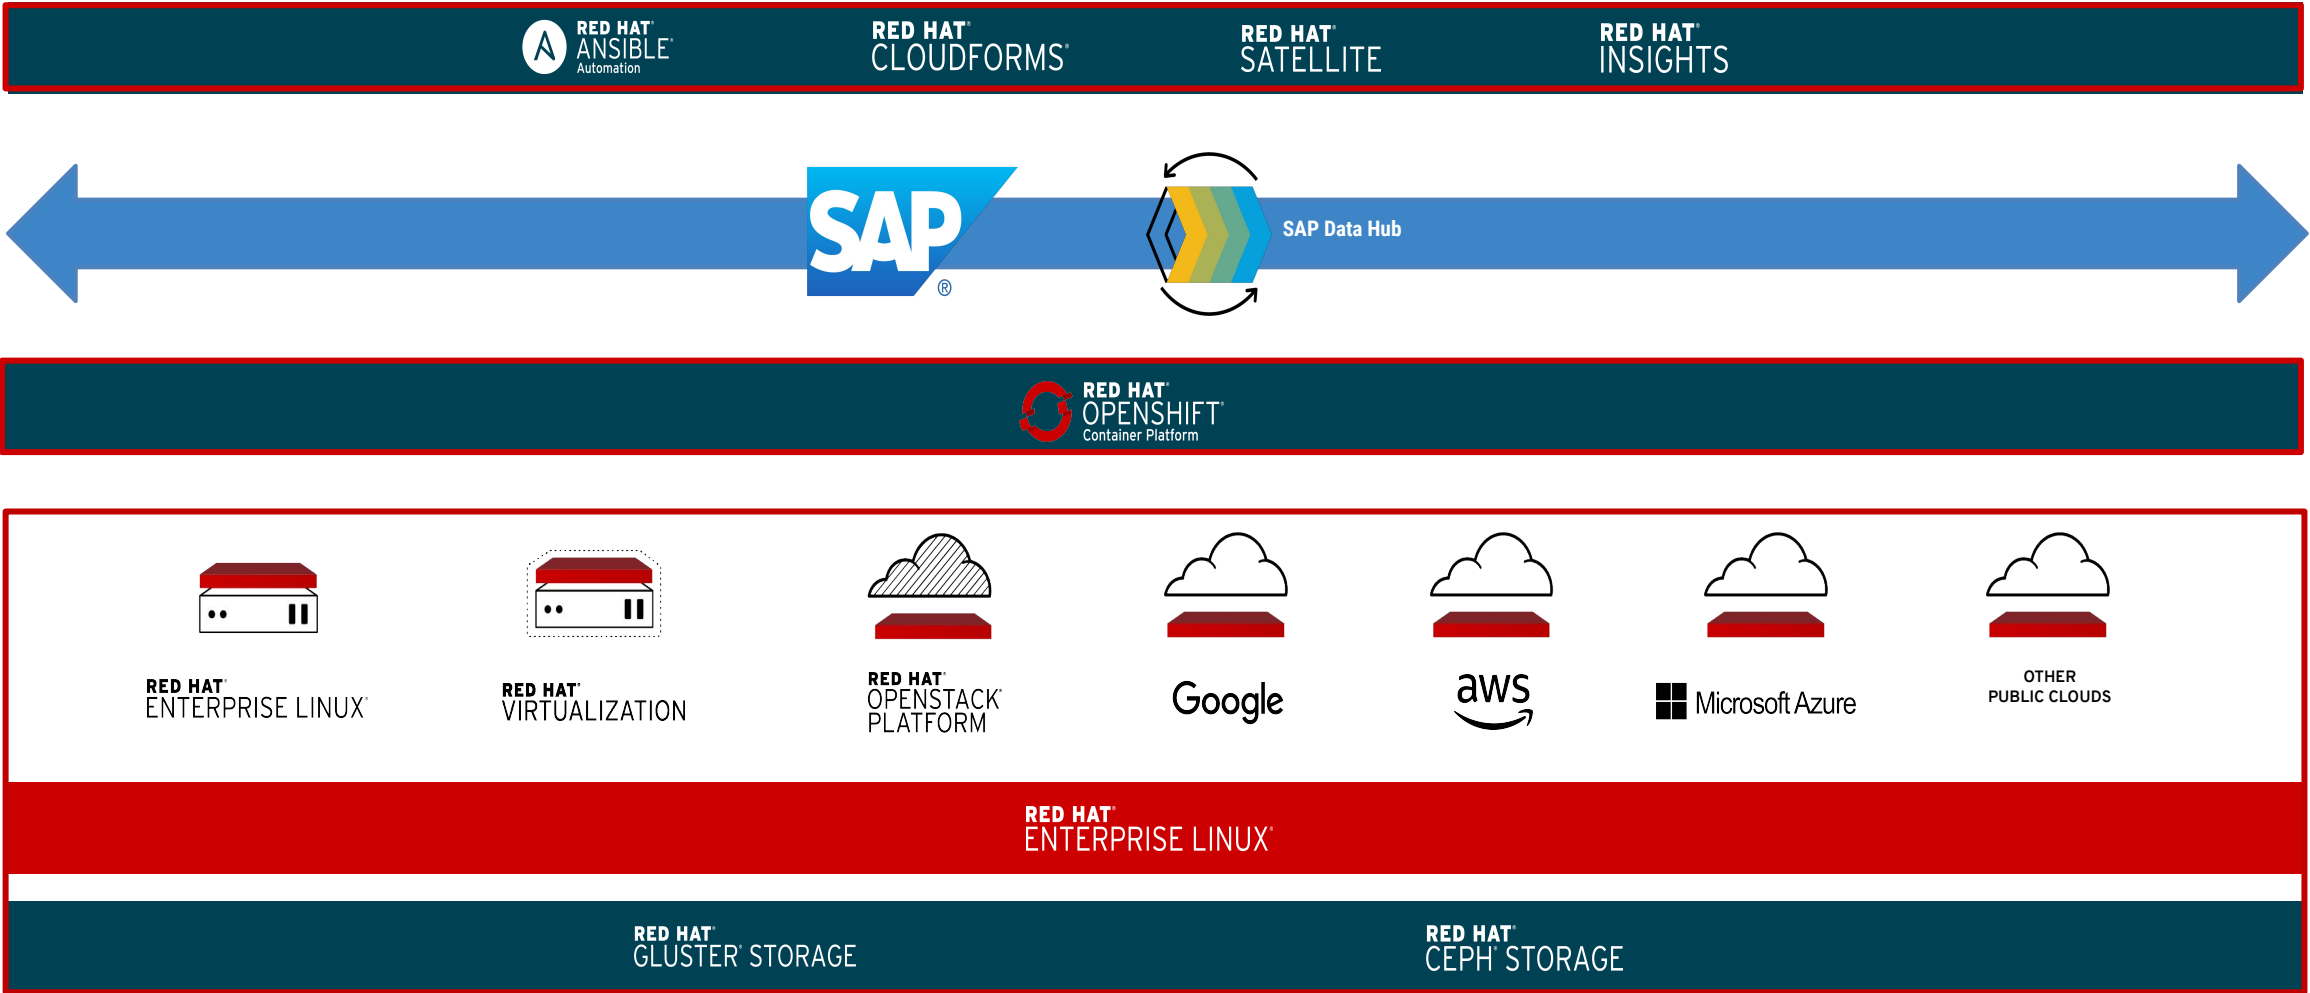 RED HAT®
ANSIBLE®
Automation
RED HAT®
CLOUDFORMS®
RED HAT®
SATELLITE
RED HAT®
INSIGHTS
SAP
®
SAP Data Hub
RED HAT®
OPENSHIFT®
Container Platform
RED HAT®
ENTERPRISE LINUX®
RED HAT®
VIRTUALIZATION
RED HAT®
OPENSTACK®
PLATFORM
Google
aws
Microsoft Azure
OTHER
PUBLIC CLOUDS
RED HAT®
ENTERPRISE LINUX®
RED HAT®
GLUSTER® STORAGE
RED HAT®
CEPH® STORAGE